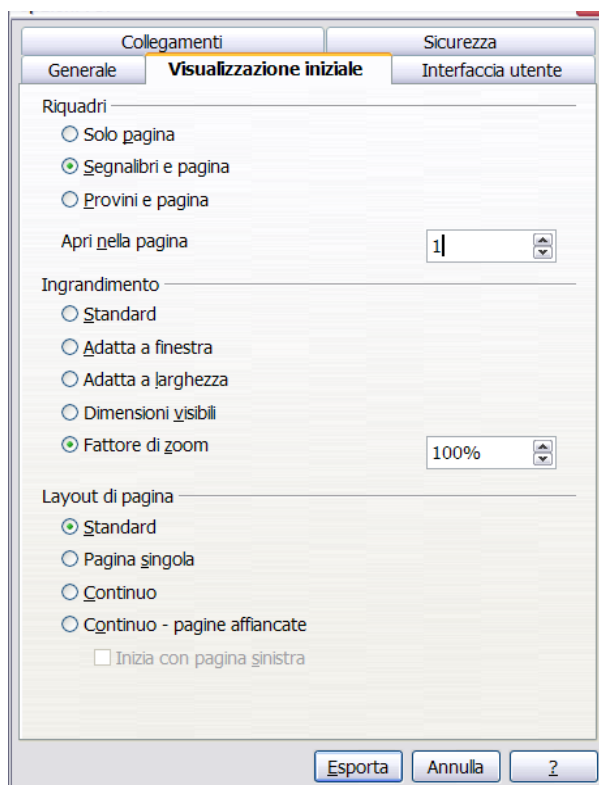 Collegamenti Sicurezza
Generale Visualizzazione iniziale Interfaccia utente
Riquadri
Solo pagina
Segnalibri e pagina
Provini e pagina
Apri nella pagina 1
Ingrandimento
Standard
Adatta a finestra
Adatta a larghezza
Dimensioni visibili
Fattore di zoom 100%
Layout di pagina
Standard
Pagina singola
Continuo
Continuo - pagine affiancate
Inizia con pagina sinistra
Esporta Annulla ?